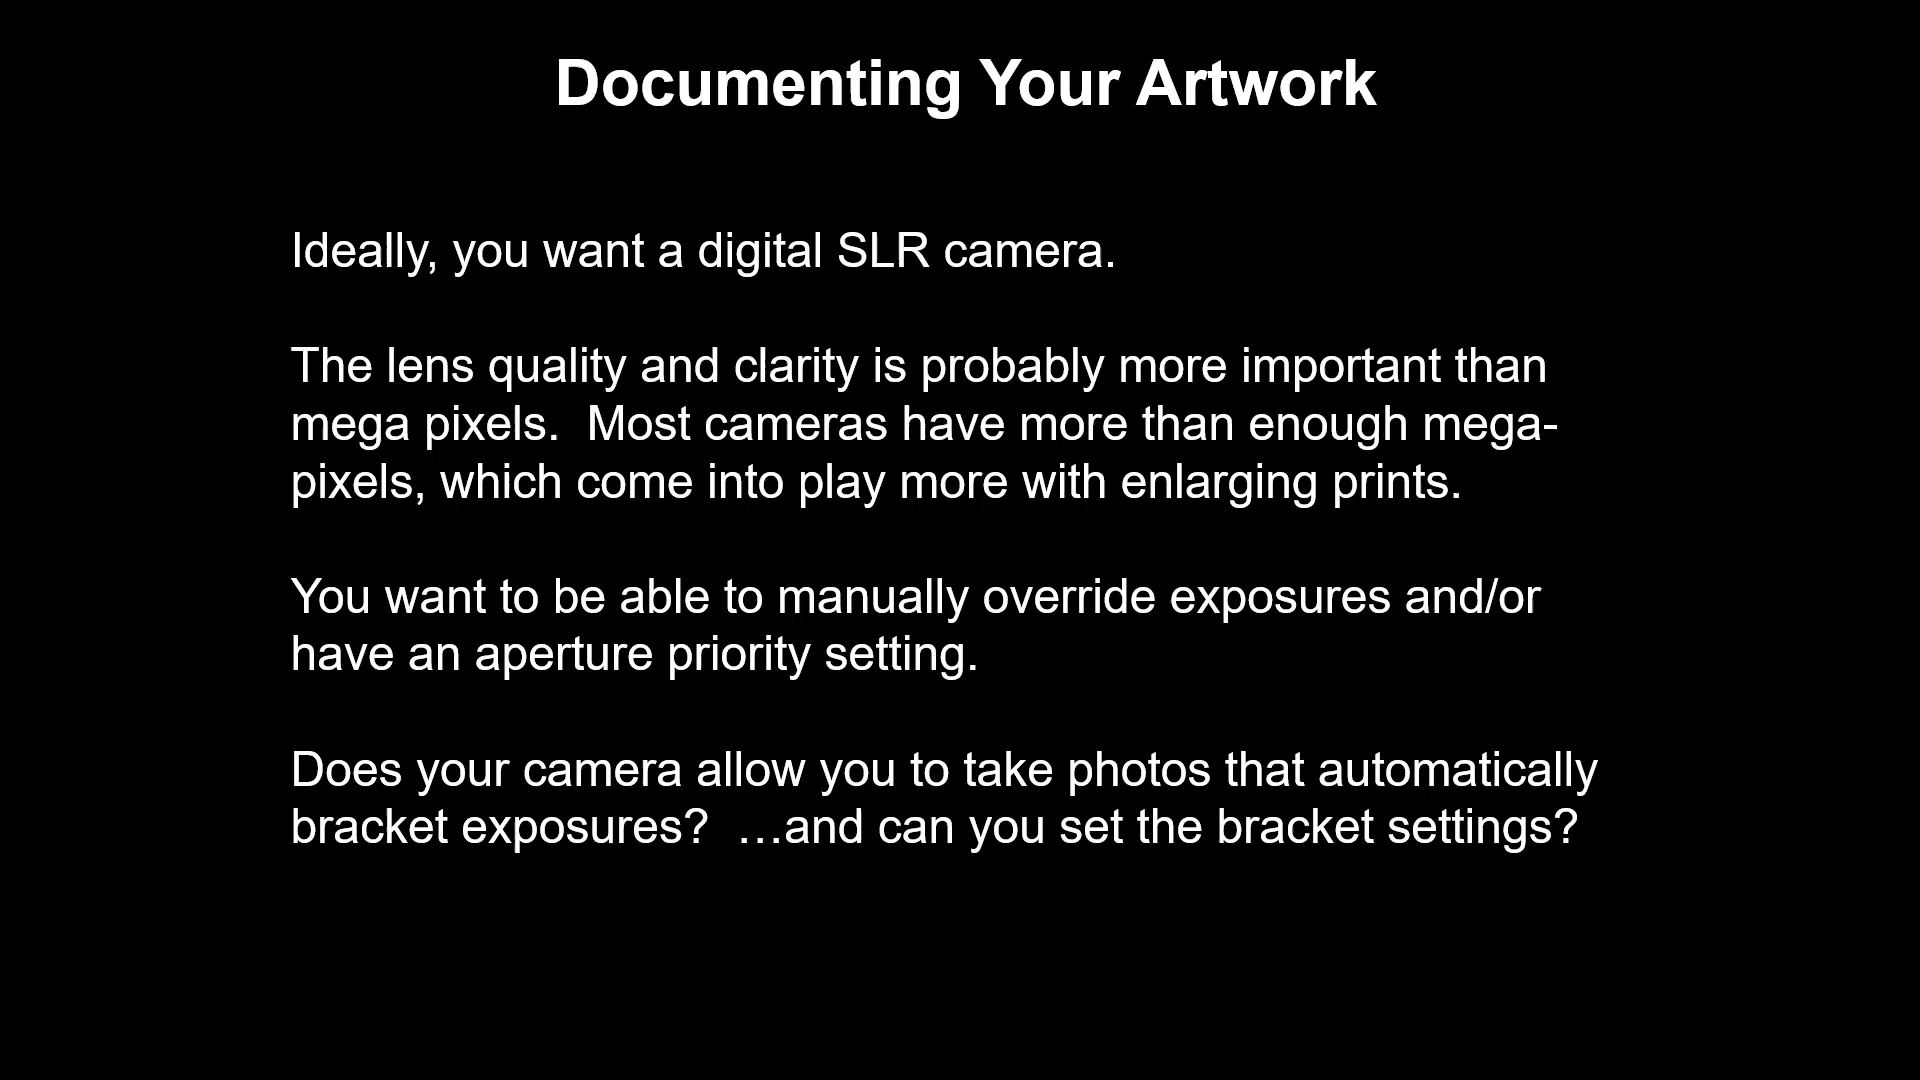 Documenting Your Artwork
Ideally, you want a digital SLR camera.
The lens quality and clarity is probably more important than
mega pixels.  Most cameras have more than enough mega-
pixels, which come into play more with enlarging prints.
You want to be able to manually override exposures and/or
have an aperture priority setting.
Does your camera allow you to take photos that automatically
bracket exposures?  …and can you set the bracket settings?